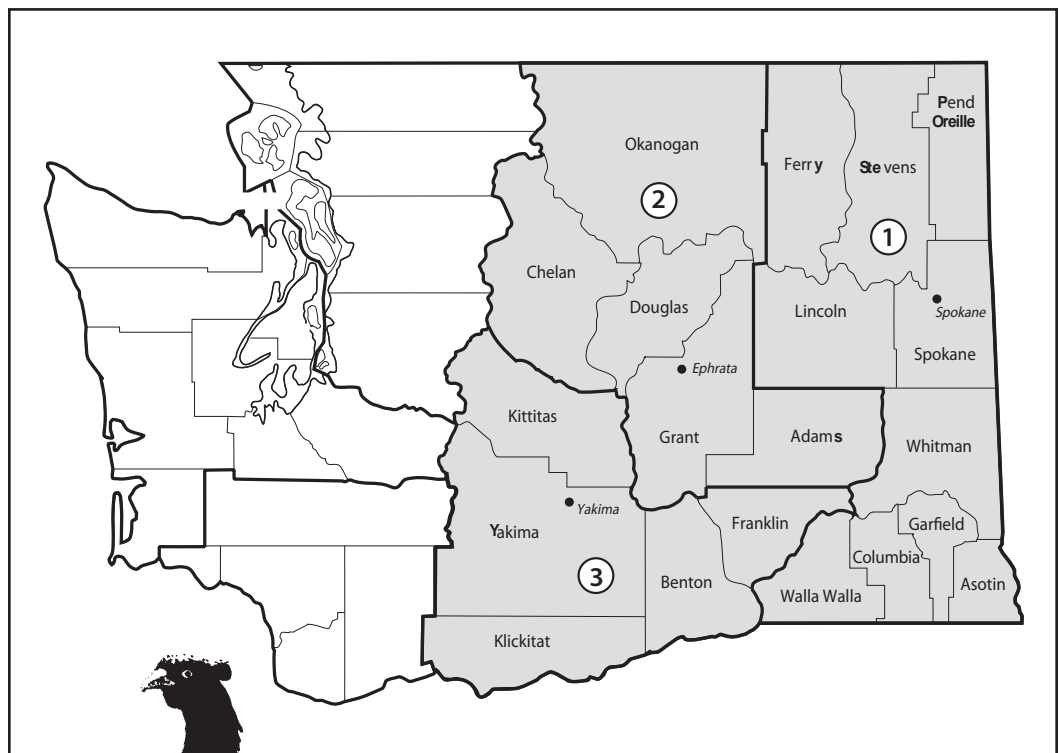 Pend
Oreille
Okanogan
Ferry
Stevens
2
1
Chelan
Douglas
Lincoln
Spokane
Spokane
Ephrata
Kittitas
Grant
Adams
Whitman
Yakima
Yakima
Franklin
Garfield
Columbia
3
Benton
Walla Walla
Asotin
Klickitat